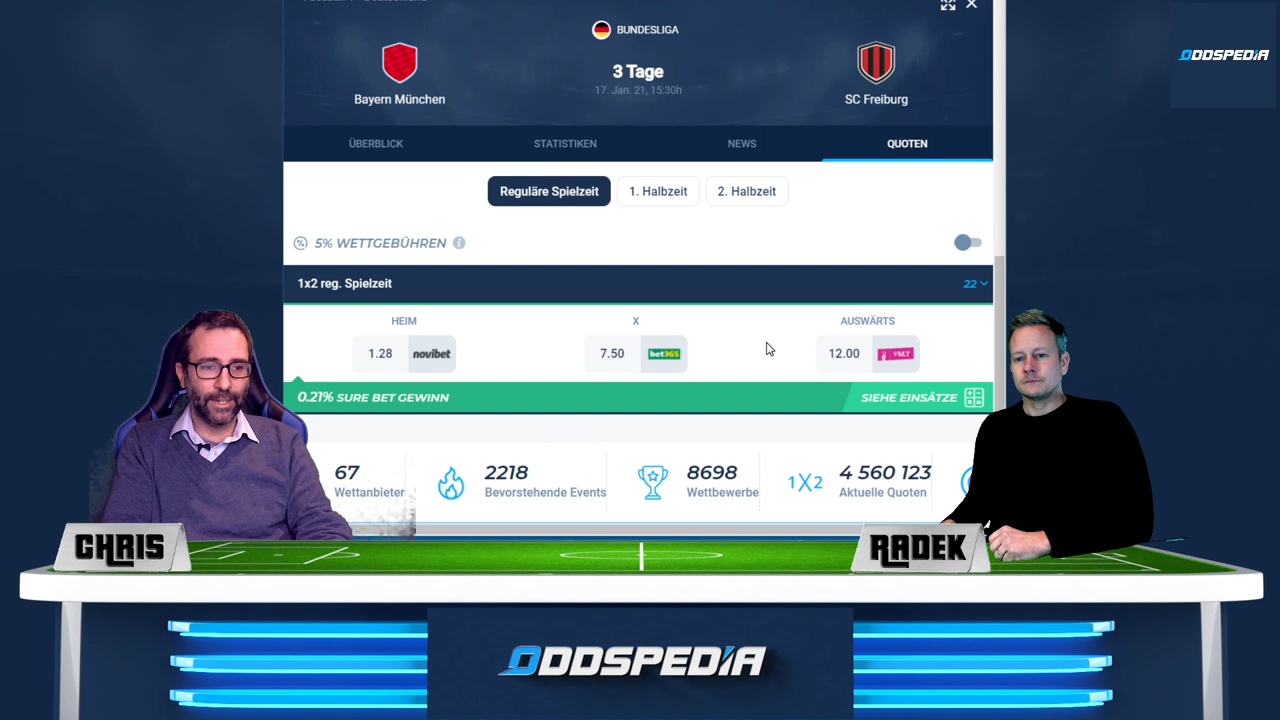 BUNDESLIGA
ODDSPEDIA
3 Tage
17. Jan. 21, 15:30h
Bayern München
SC Freiburg
ÜBERBLICK
STATISTIKEN
NEWS
QUOTEN
Reguläre Spielzeit
1. Halbzeit
2. Halbzeit
5% WETTGEBÜHREN
1x2 reg. Spielzeit
22
HEIM
X
AUSWÄRTS
1.28
novibet
7.50
bet365
12.00
0.21% SURE BET GEWINN
SIEHE EINSÄTZE
67
Wettanbieter
2218
Bevorstehende Events
8698
Wettbewerbe
1X2
4 560 123
Aktuelle Quoten
CHRIS
RADEK
ODDSPEDIA